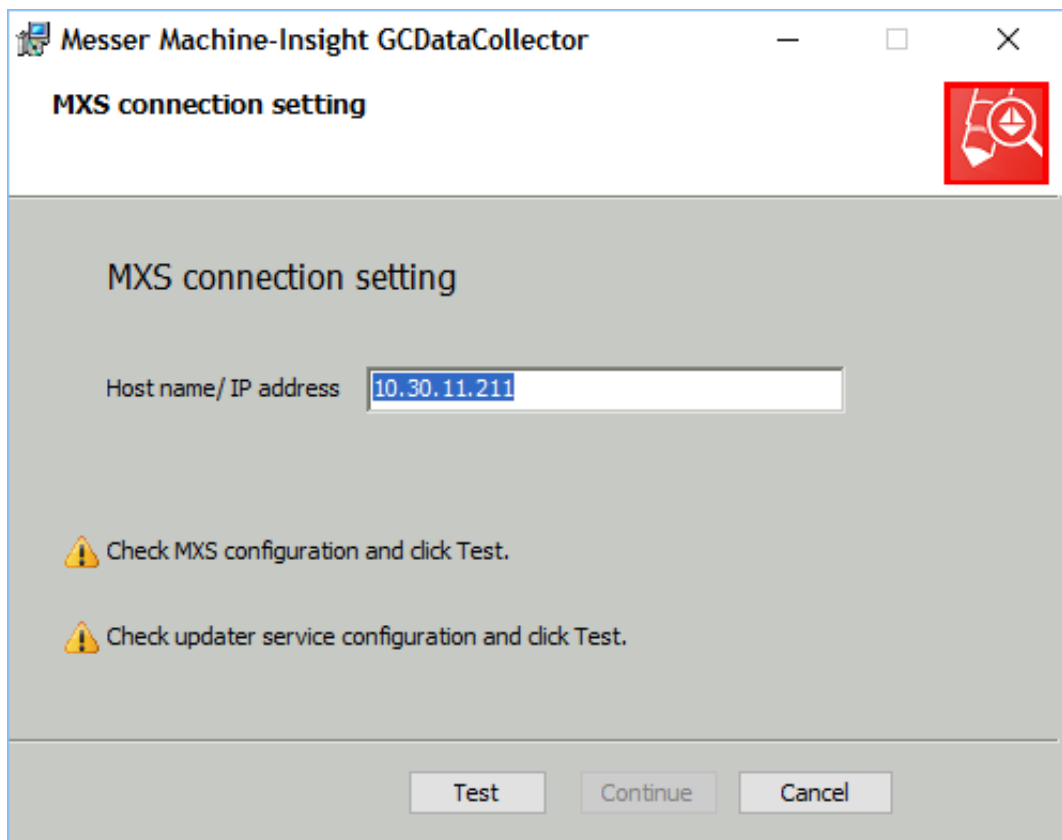 Messer Machine-Insight GCDataCollector
MXS connection setting
MXS connection setting
Host name/ IP address 10.30.11.211
Check MXS configuration and click Test.
Check updater service configuration and click Test.
Test Continue Cancel